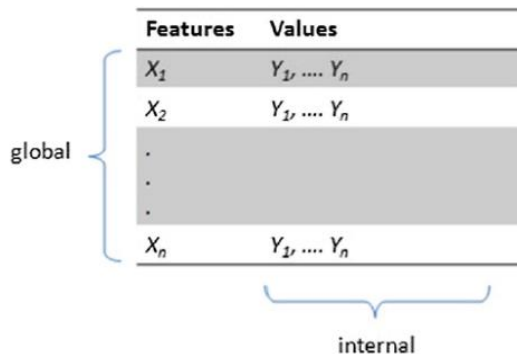 Features Values
X₁ Y₁, .... Yₙ
X₂ Y₁, .... Yₙ
global
.
.
.
Xₙ Y₁, .... Yₙ
internal